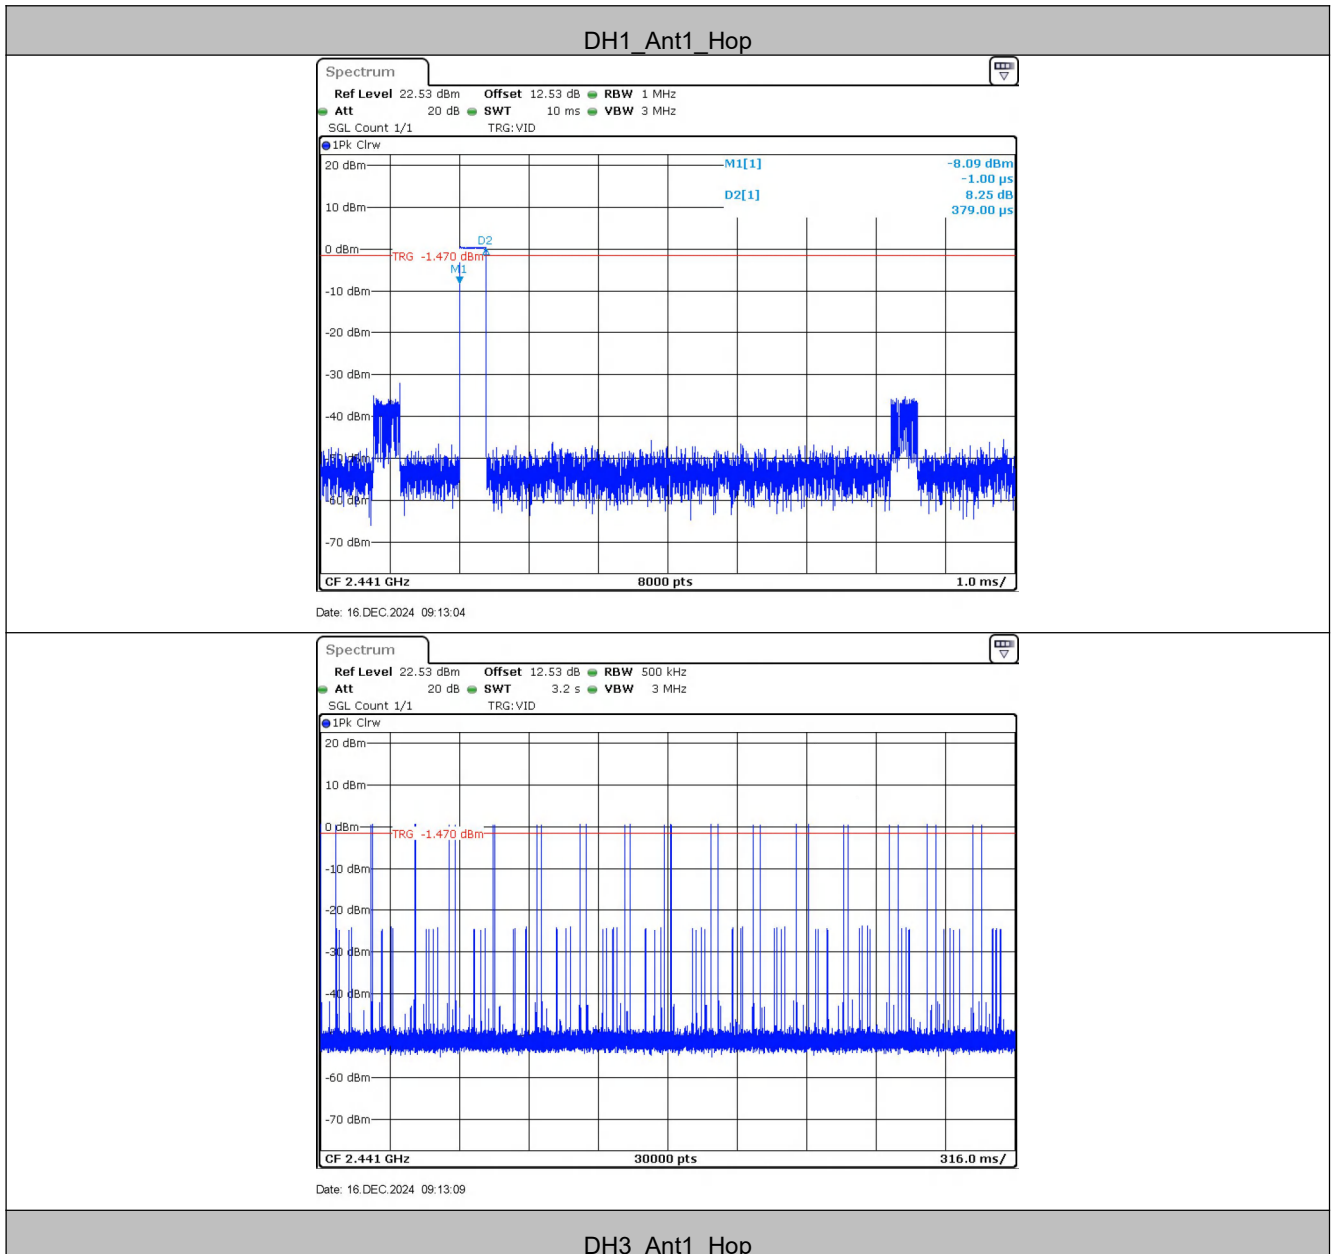 DH1_Ant1_Hop
Spectrum
Ref Level 22.53 dBm Offset 12.53 dB RBW 1 MHz
Att 20 dB SWT 10 ms VBW 3 MHz
SGL Count 1/1 TRG:VID
1Pk Clrw
20 dBm
M1[1] -8.09 dBm
-1.00 µs
D2[1] 8.25 dB
379.00 µs
10 dBm
D2
0 dBm
TRG -1.470 dBm
M1
-10 dBm
-20 dBm
-30 dBm
-40 dBm
-50 dBm
-60 dBm
-70 dBm
CF 2.441 GHz 8000 pts 1.0 ms/
Date: 16.DEC.2024 09:13:04
Spectrum
Ref Level 22.53 dBm Offset 12.53 dB RBW 500 kHz
Att 20 dB SWT 3.2 s VBW 3 MHz
SGL Count 1/1 TRG:VID
1Pk Clrw
20 dBm
10 dBm
0 dBm
TRG -1.470 dBm
-10 dBm
-20 dBm
-30 dBm
-40 dBm
-60 dBm
-70 dBm
CF 2.441 GHz 30000 pts 316.0 ms/
Date: 16.DEC.2024 09:13:09
DH3_Ant1_Hop